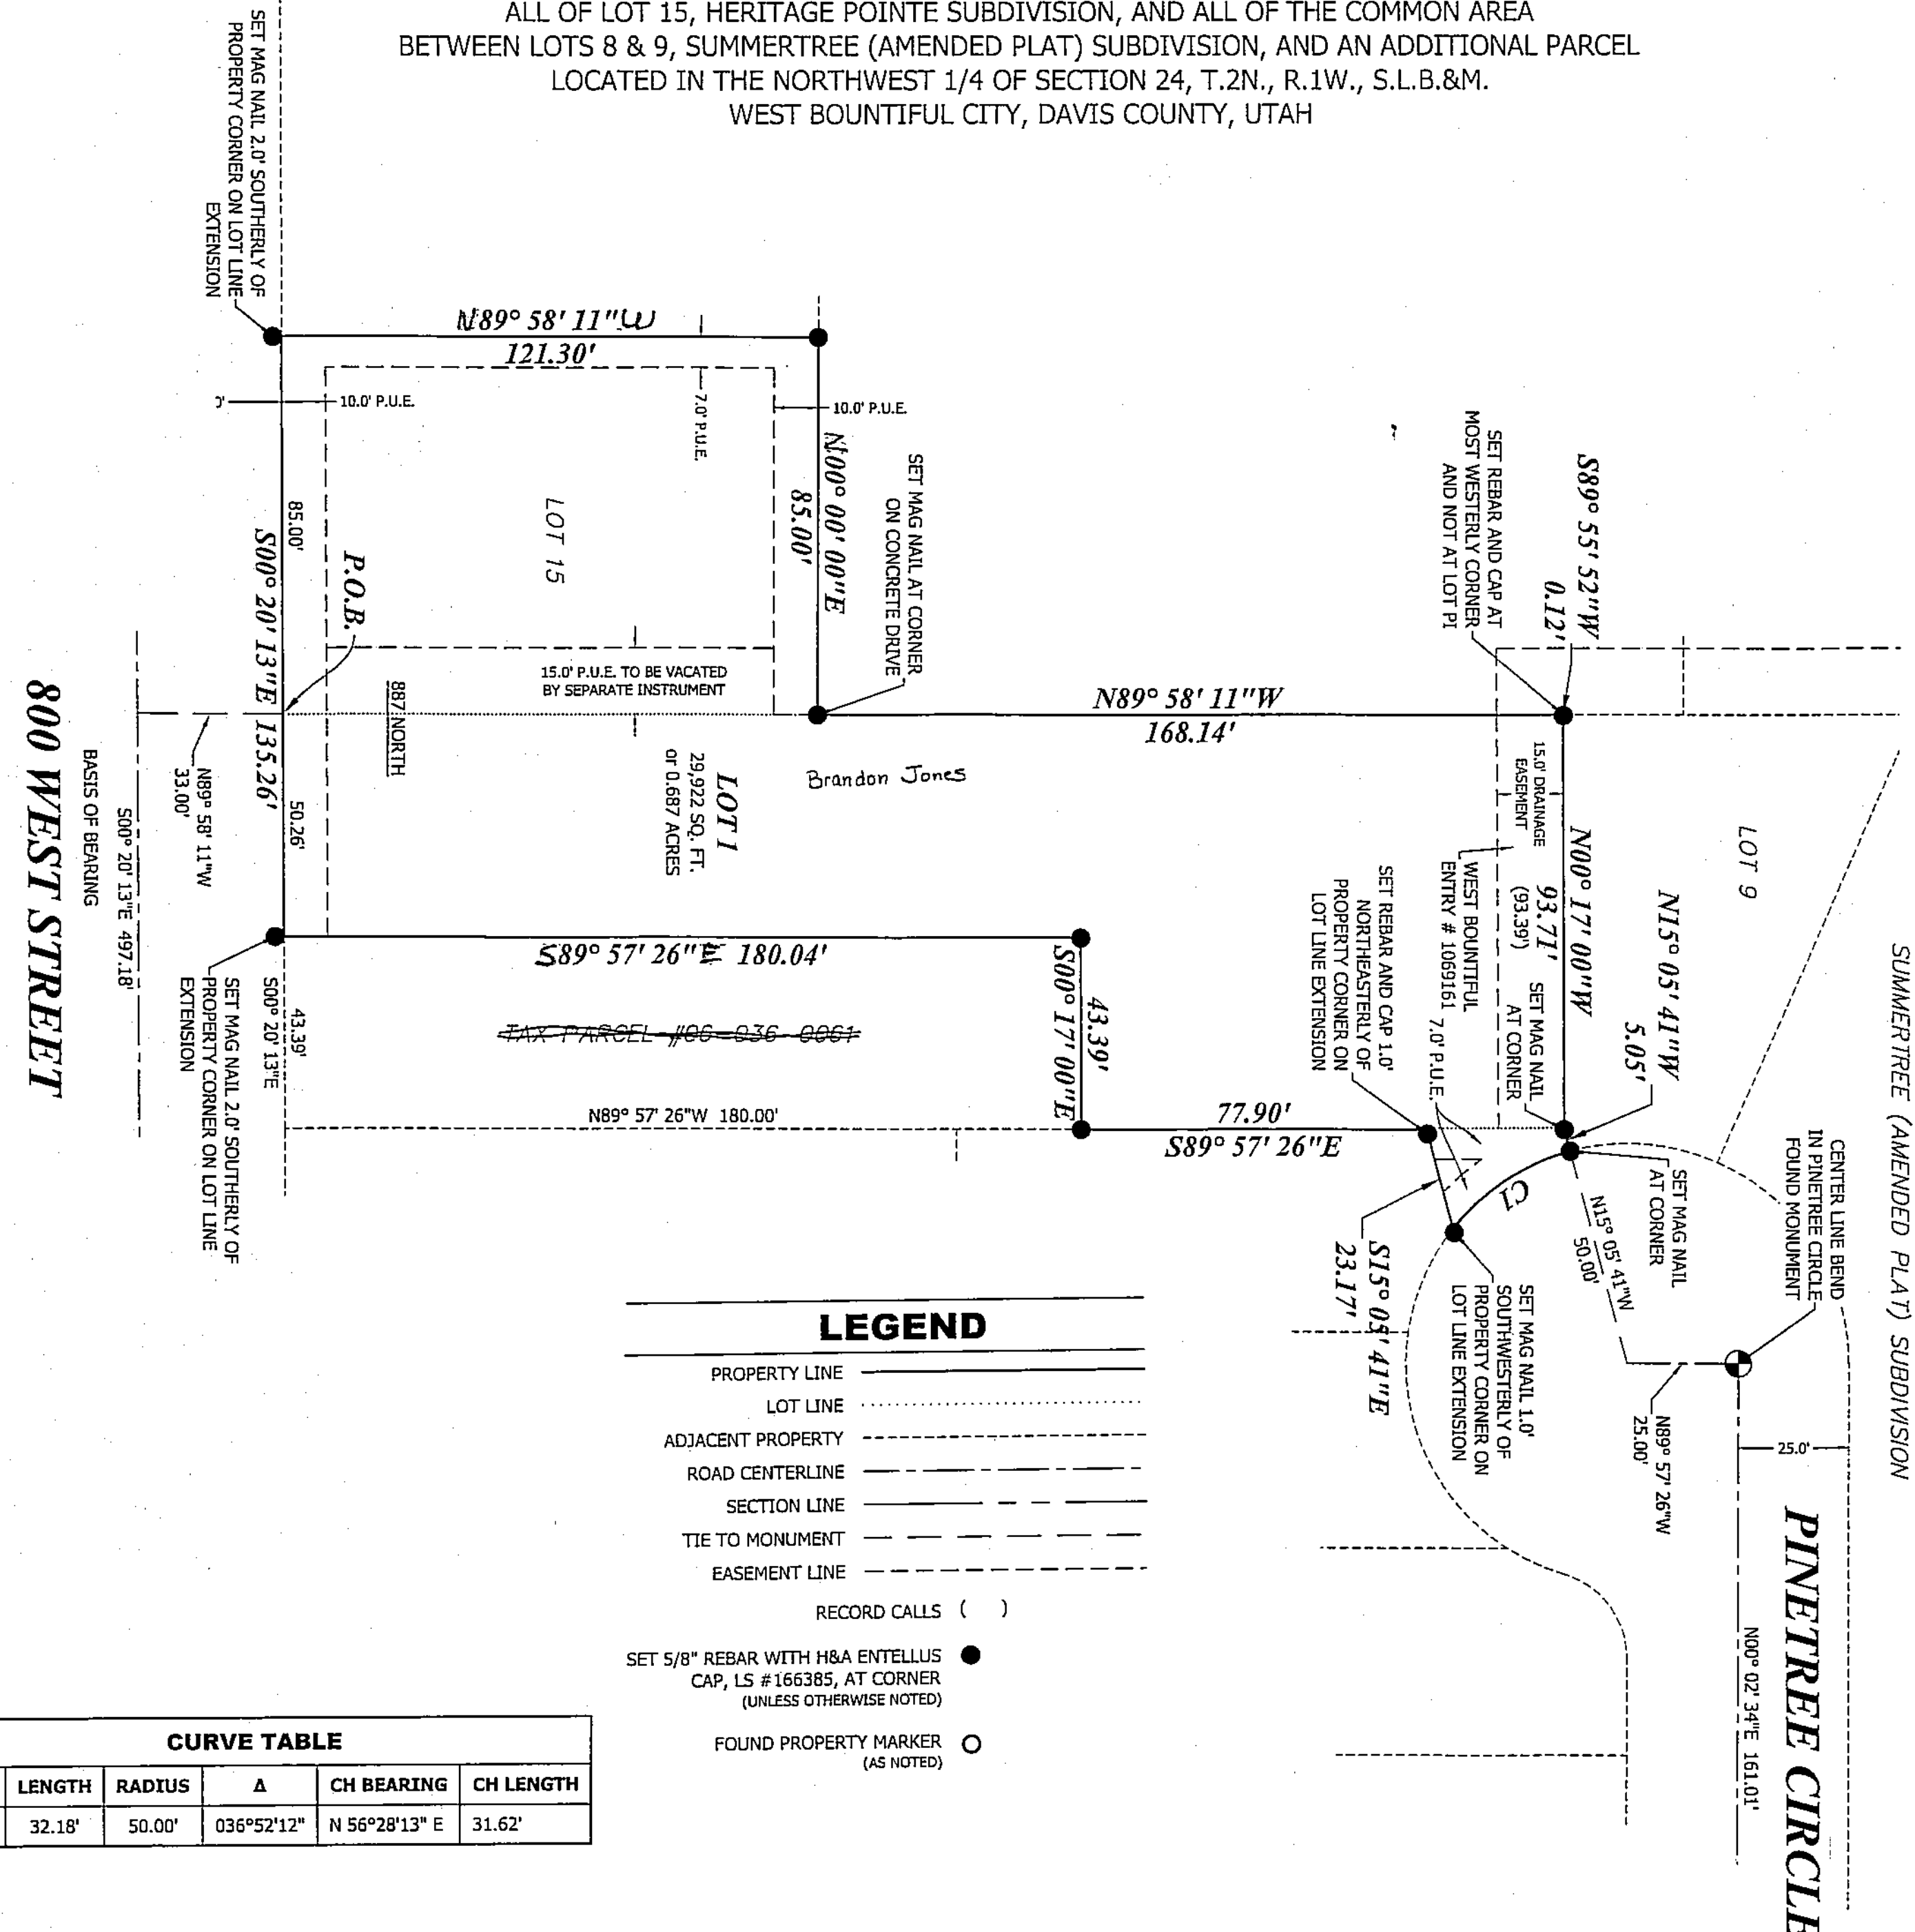 ALL OF LOT 15, HERITAGE POINTE SUBDIVISION, AND ALL OF THE COMMON AREA
BETWEEN LOTS 8 & 9, SUMMERTREE (AMENDED PLAT) SUBDIVISION, AND AN ADDITIONAL PARCEL
LOCATED IN THE NORTHWEST 1/4 OF SECTION 24, T.2N., R.1W., S.L.B.&M.
WEST BOUNTIFUL CITY, DAVIS COUNTY, UTAH
SET MAG NAIL 2.0' SOUTHERLY OF
PROPERTY CORNER ON LOT LINE
EXTENSION
N89° 58' 11"W
121.30'
10.0' P.U.E.
7.0' P.U.E.
10.0' P.U.E.
N00° 00' 00"E
85.00'
SET MAG NAIL AT CORNER
ON CONCRETE DRIVE
SET REBAR AND CAP AT
MOST WESTERLY CORNER
AND NOT AT LOT PI
S89° 55' 52"W
0.12'
LOT 15
85.00'
P.O.B.
S00° 20' 13"E 135.26'
15.0' P.U.E. TO BE VACATED
BY SEPARATE INSTRUMENT
887 NORTH
N89° 58' 11"W
168.14'
Brandon Jones
LOT 1
29,922 SQ. FT.
or 0.687 ACRES
15.0' DRAINAGE
EASEMENT
N00° 17' 00"W
93.71'
(93.39')
LOT 9
N15° 05' 41"W
5.05'
SUMMERTREE (AMENDED PLAT) SUBDIVISION
WEST BOUNTIFUL
ENTRY # 1069161
SET MAG NAIL
AT CORNER
SET REBAR AND CAP 1.0'
NORTHEASTERLY OF
PROPERTY CORNER ON
LOT LINE EXTENSION
7.0' P.U.E.
800 WEST STREET
BASIS OF BEARING
S00° 20' 13"E 497.18'
N89° 58' 11"W
33.00'
50.26'
S89° 57' 26"E 180.04'
S00° 20' 13"E
43.39'
SET MAG NAIL 2.0' SOUTHERLY OF
PROPERTY CORNER ON LOT LINE
EXTENSION
TAX PARCEL #06-036-0061
43.39'
S00° 17' 00"E
N89° 57' 26"W 180.00'
77.90'
S89° 57' 26"E
C1
S15° 05' 41"E
23.17'
SET MAG NAIL
AT CORNER
N15° 05' 41"W
50.00'
CENTER LINE BEND
IN PINETREE CIRCLE
FOUND MONUMENT
SET MAG NAIL 1.0'
SOUTHWESTERLY OF
PROPERTY CORNER ON
LOT LINE EXTENSION
N89° 57' 26"W
25.00'
25.0'
PINETREE CIRCLE
N00° 02' 34"E 161.01'
LEGEND
PROPERTY LINE
LOT LINE
ADJACENT PROPERTY
ROAD CENTERLINE
SECTION LINE
TIE TO MONUMENT
EASEMENT LINE
RECORD CALLS ( )
SET 5/8" REBAR WITH H&A ENTELLUS
CAP, LS #166385, AT CORNER
(UNLESS OTHERWISE NOTED)
FOUND PROPERTY MARKER
(AS NOTED)
CURVE TABLE
LENGTH RADIUS Δ CH BEARING CH LENGTH
32.18' 50.00' 036°52'12" N 56°28'13" E 31.62'